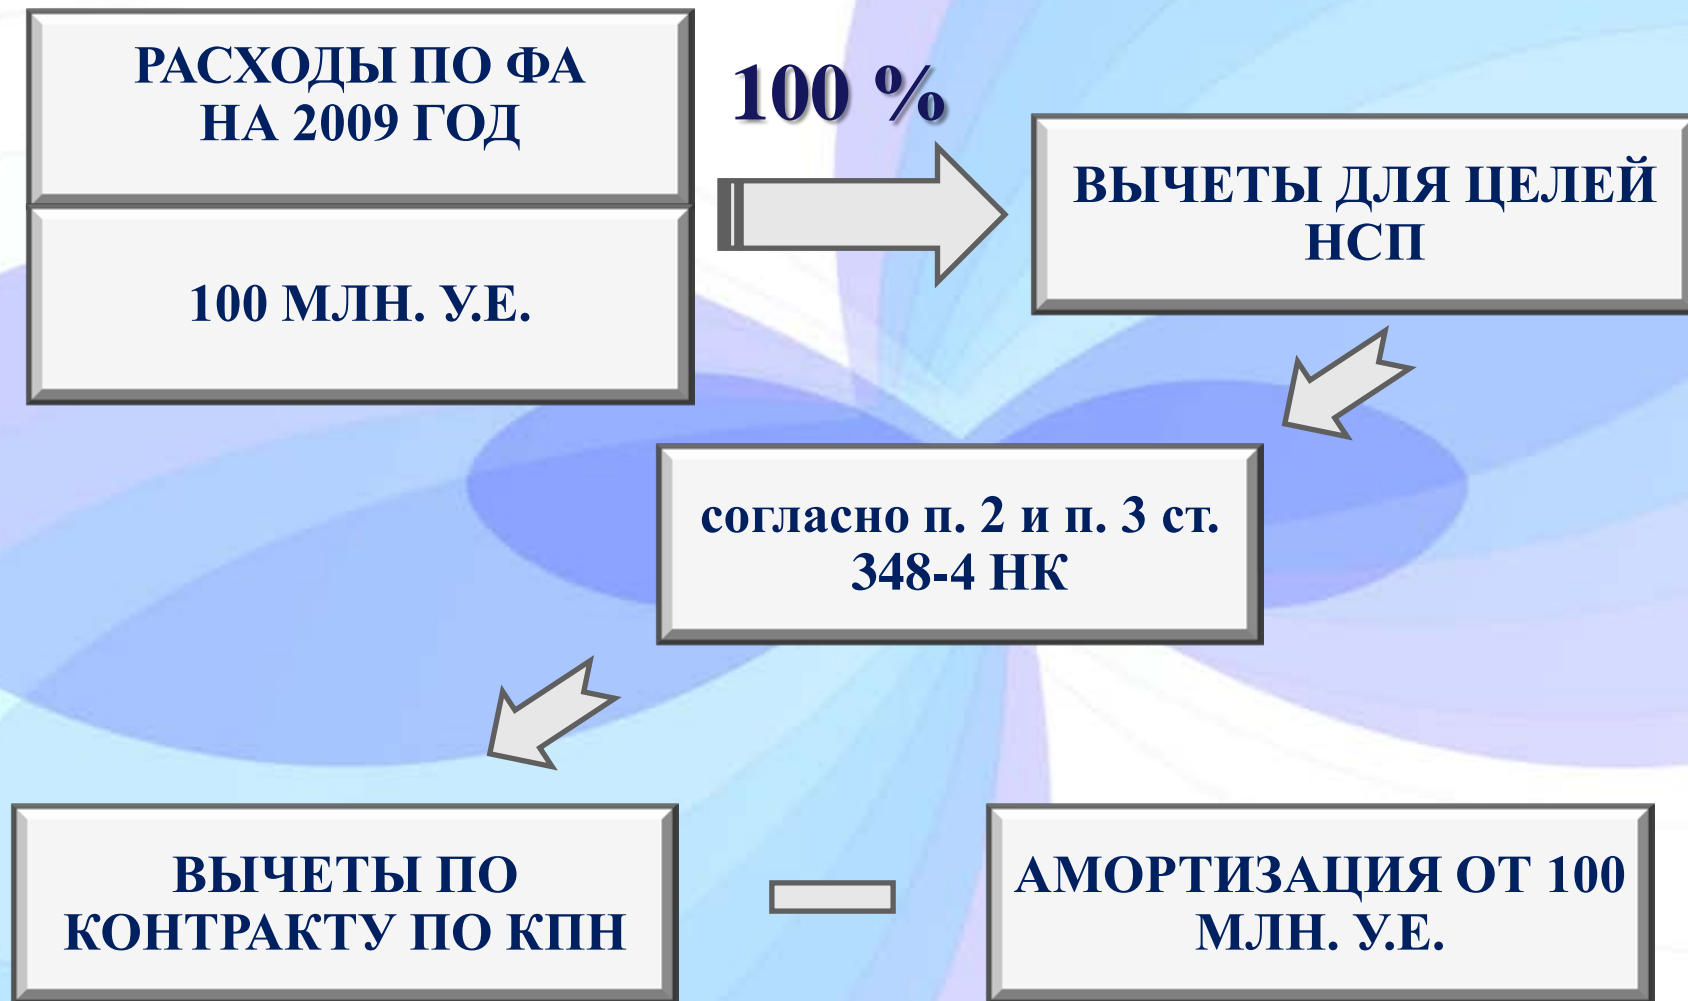 РАСХОДЫ ПО ФА
НА 2009 ГОД
100 МЛН. У.Е.
100 %
ВЫЧЕТЫ ДЛЯ ЦЕЛЕЙ
НСП
согласно п. 2 и п. 3 ст.
348-4 НК
ВЫЧЕТЫ ПО
КОНТРАКТУ ПО КПН
АМОРТИЗАЦИЯ ОТ 100
МЛН. У.Е.